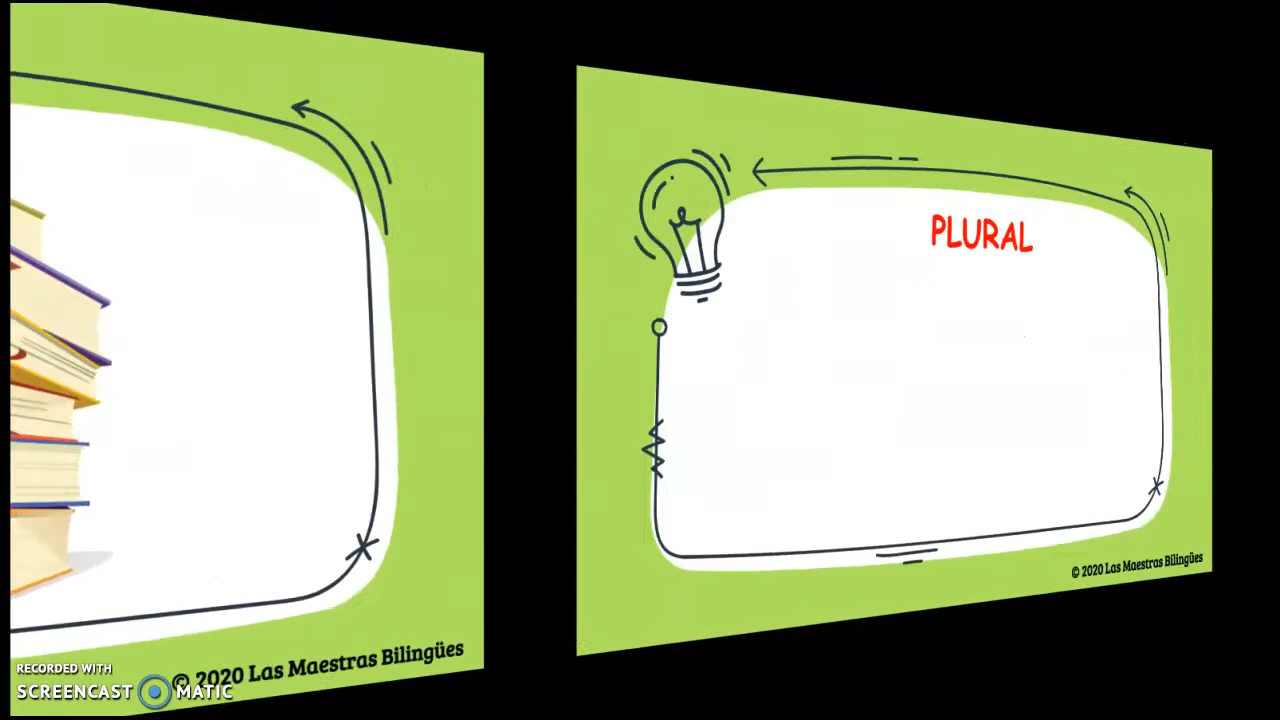 PLURAL
© 2020 Las Maestras Bilingües
© 2020 Las Maestras Bilingües
RECORDED WITH
SCREENCAST MATIC